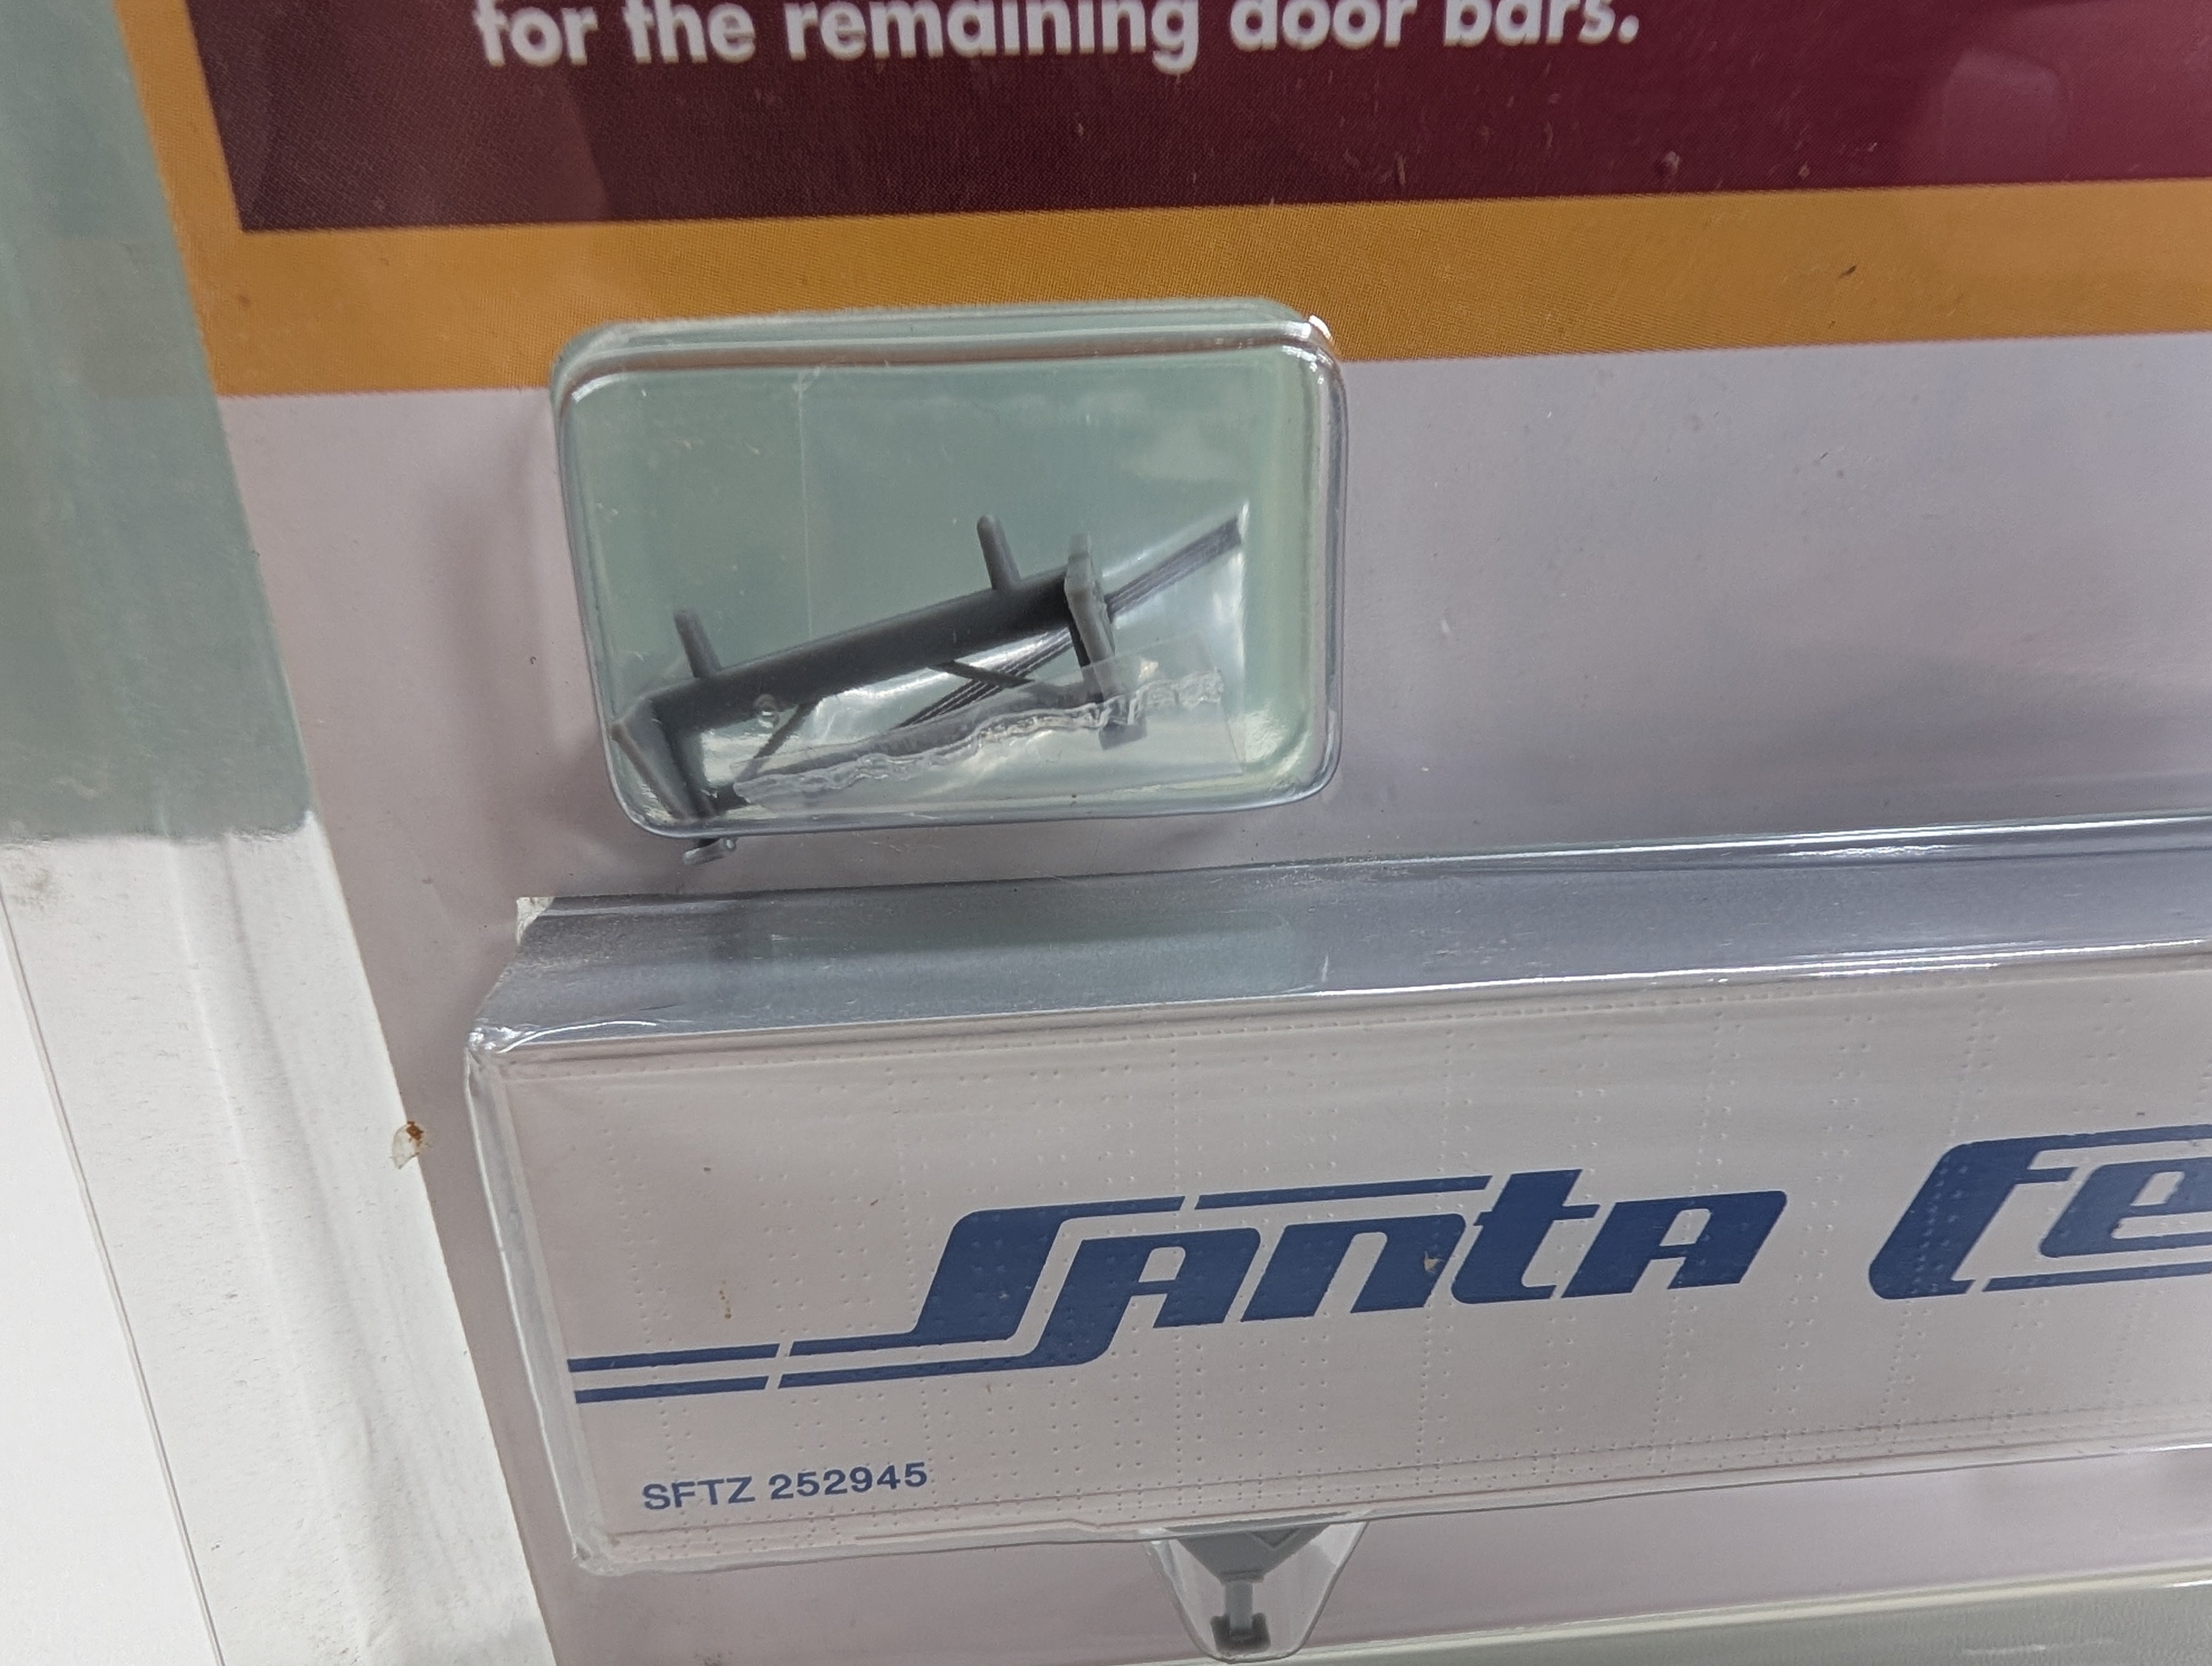 for the remaining door bars.
Santa Fe
SFTZ 252945